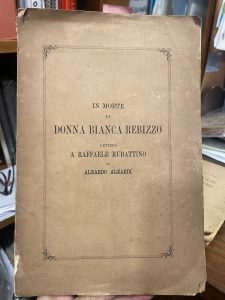 IN MORTE
DI
DONNA BIANCA REBIZZO
LETTERA
A RAFFAELE RUBATTINO
DI
ALEARDO ALEARDI